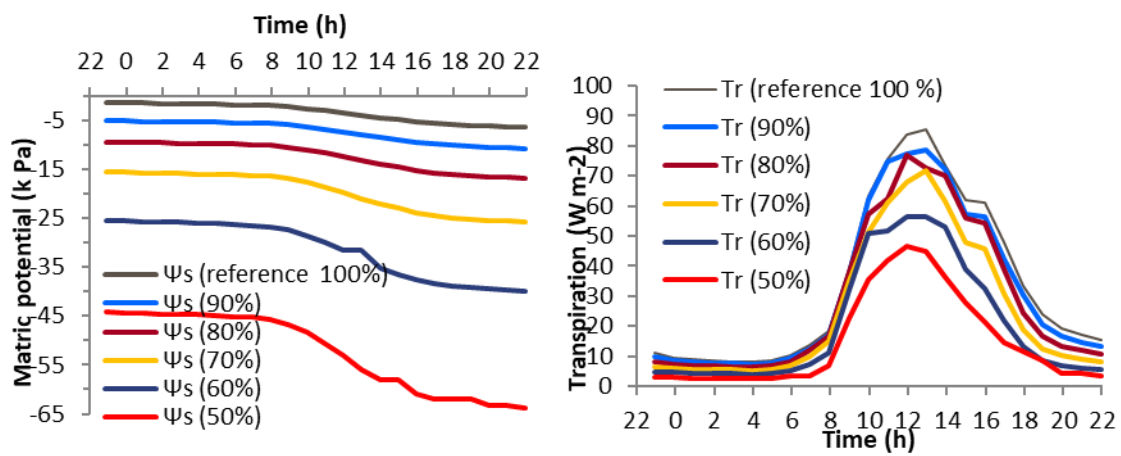 Time (h)
22 0 2 4 6 8 10 12 14 16 18 20 22
-5
-15
-25
-35
-45
-55
-65
Matric potential (k Pa)
Ψs (reference 100%)
Ψs (90%)
Ψs (80%)
Ψs (70%)
Ψs (60%)
Ψs (50%)
100
90
80
70
60
50
40
30
20
10
0
Transpiration (W m-2)
Tr (reference 100 %)
Tr (90%)
Tr (80%)
Tr (70%)
Tr (60%)
Tr (50%)
22 0 2 4 6 8 10 12 14 16 18 20 22
Time (h)